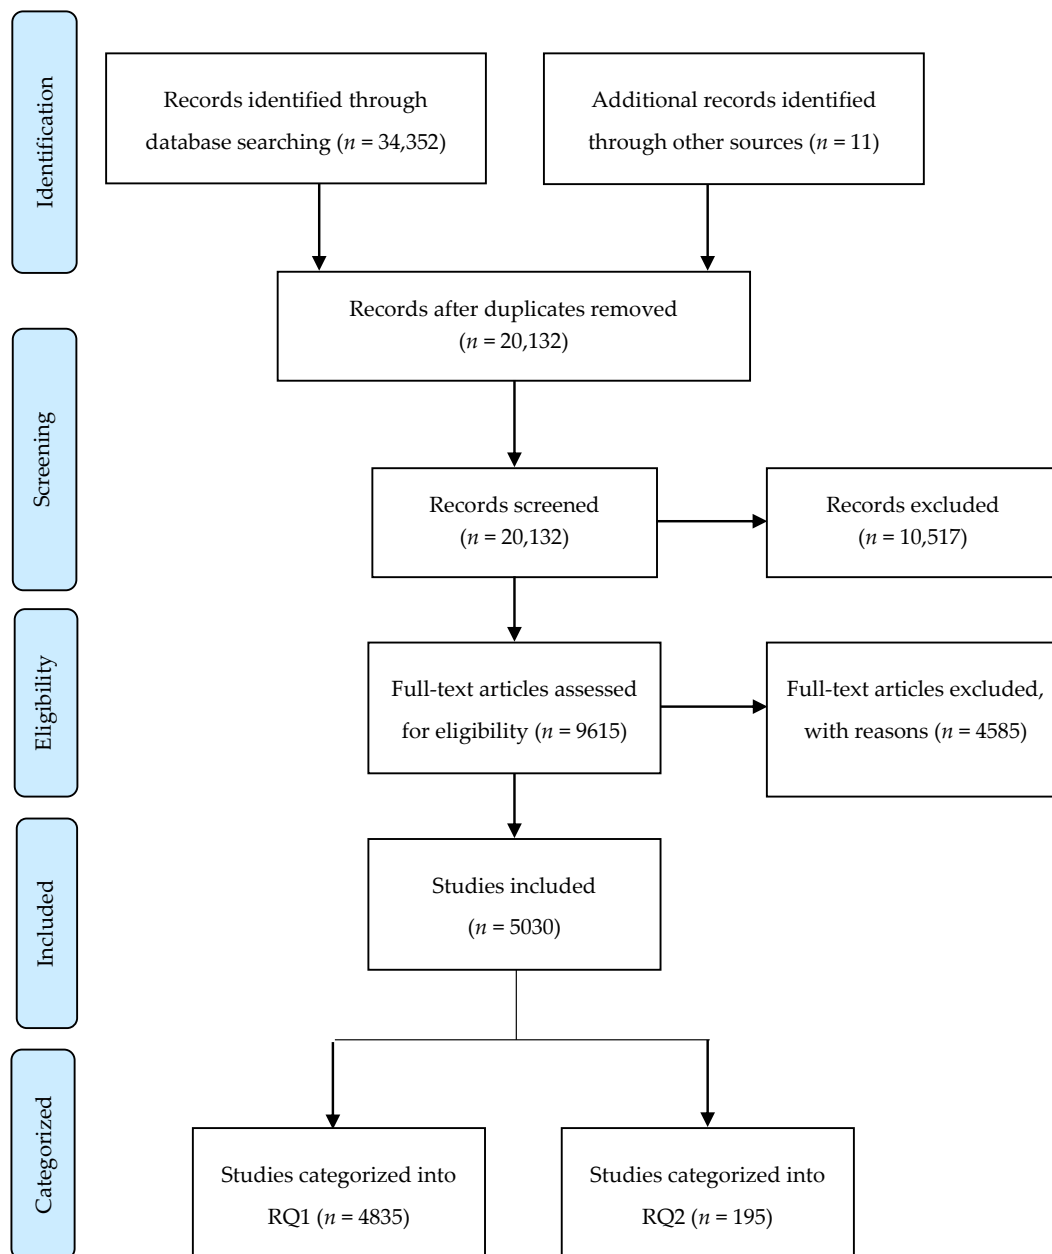 Identification
Records identified through
database searching (n = 34,352)
Additional records identified
through other sources (n = 11)
Records after duplicates removed
(n = 20,132)
Screening
Records screened
(n = 20,132)
Records excluded
(n = 10,517)
Eligibility
Full-text articles assessed
for eligibility (n = 9615)
Full-text articles excluded,
with reasons (n = 4585)
Included
Studies included
(n = 5030)
Categorized
Studies categorized into
RQ1 (n = 4835)
Studies categorized into
RQ2 (n = 195)